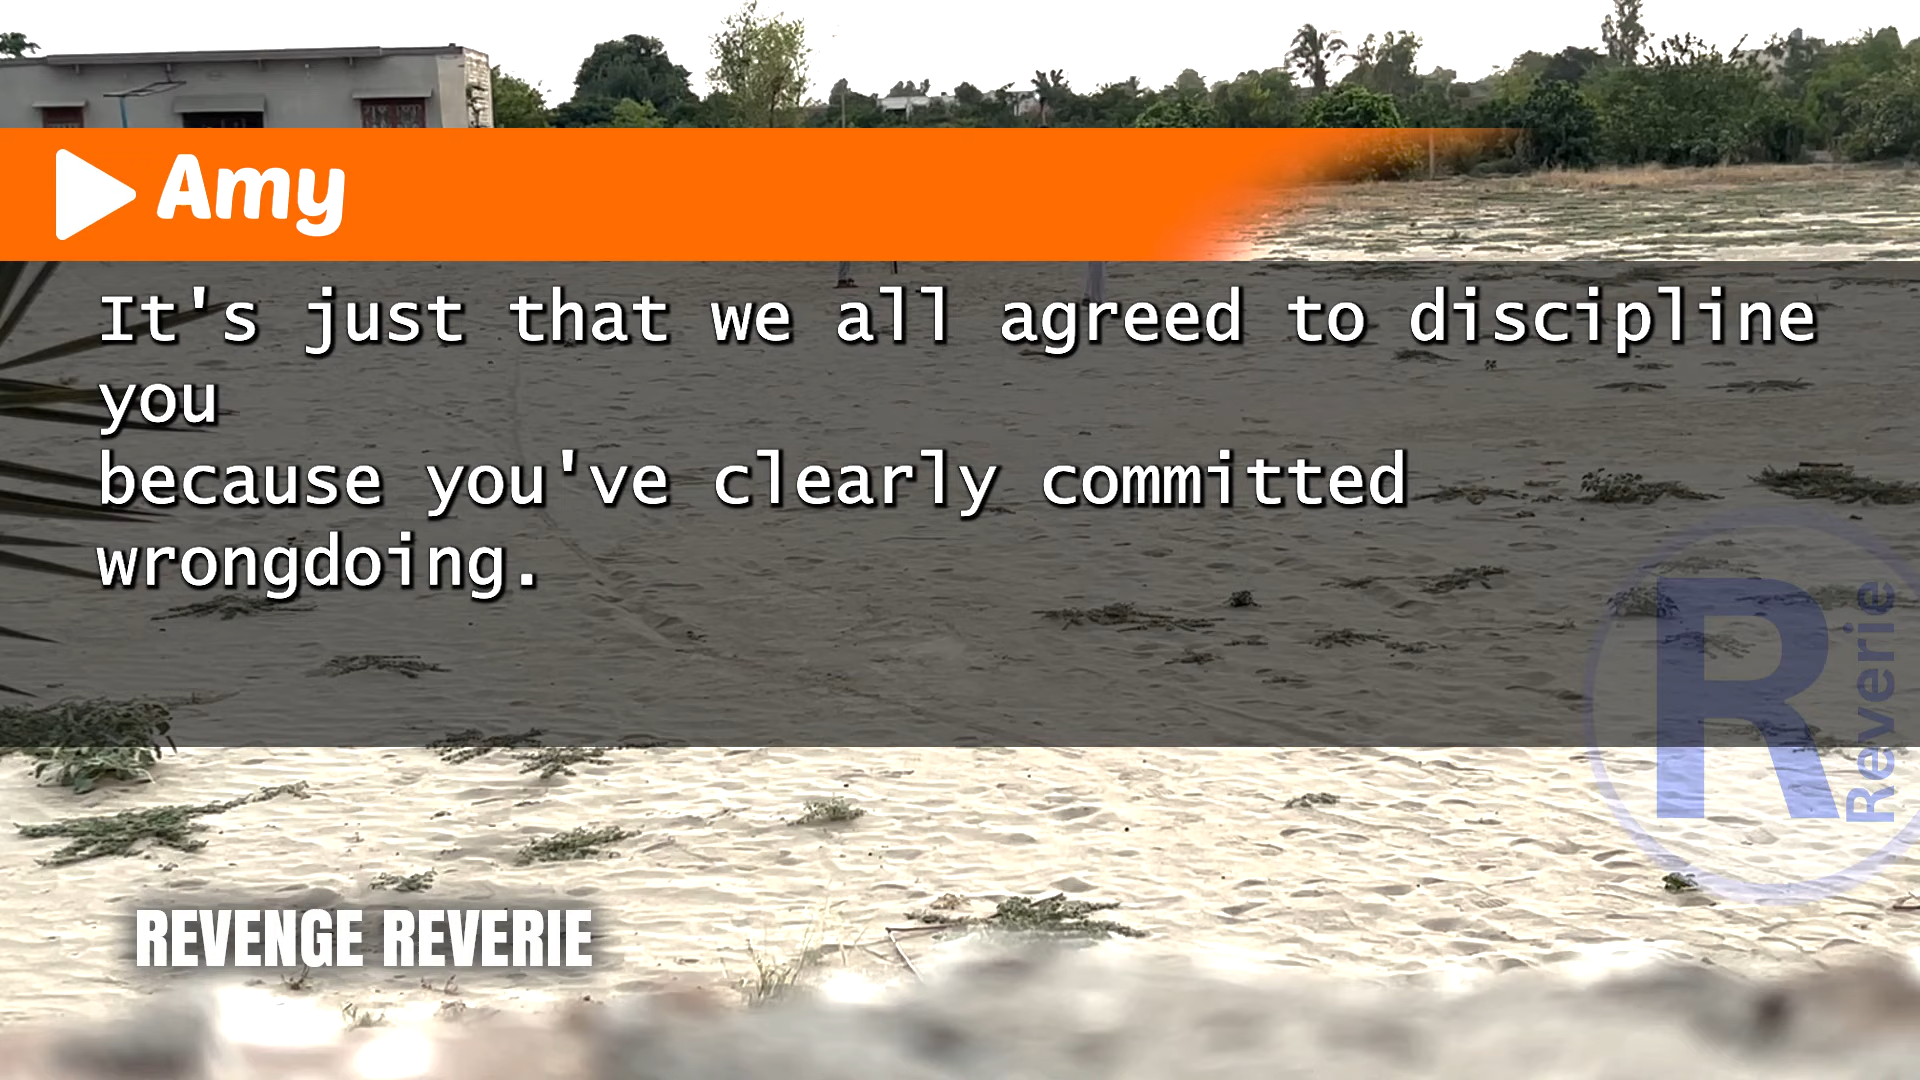 Amy
It's just that we all agreed to discipline
you
because you've clearly committed
wrongdoing.
R
Reverie
REVENGE REVERIE